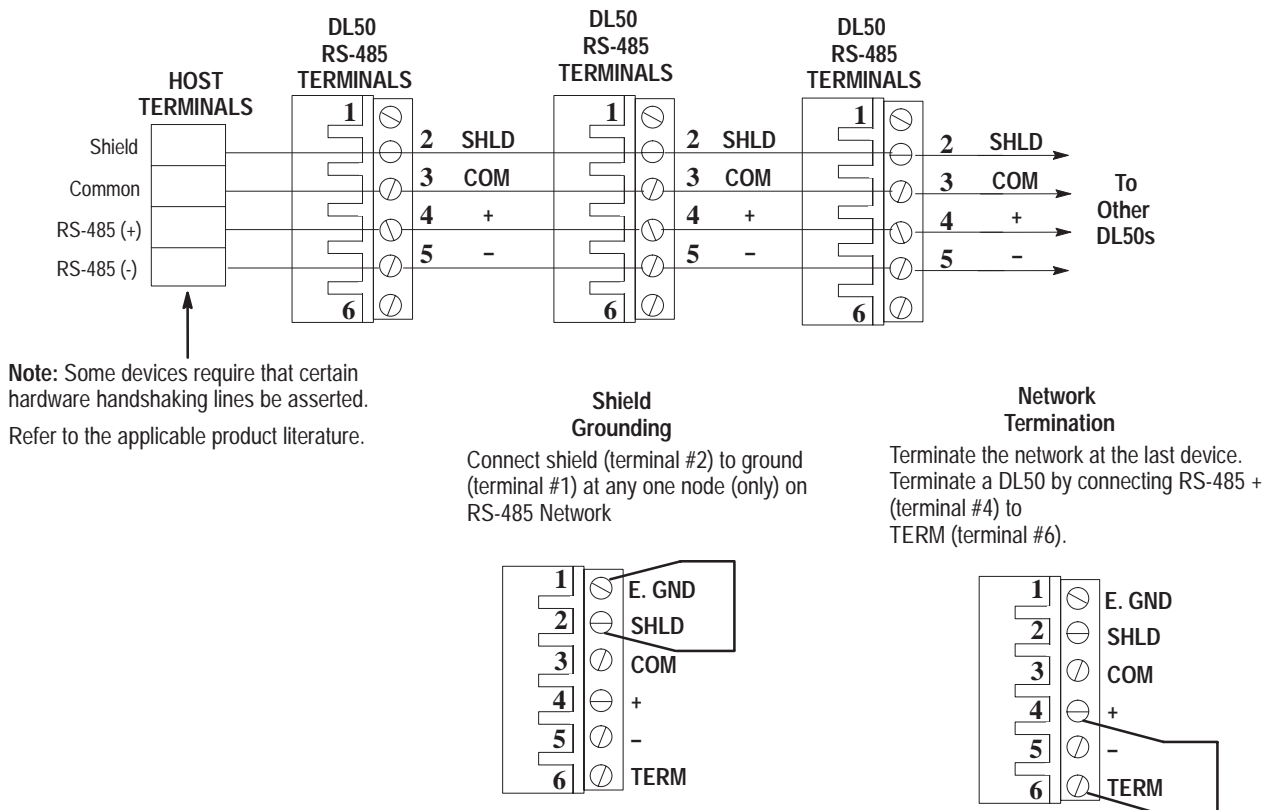 DL50
RS-485
TERMINALS
DL50
RS-485
TERMINALS
DL50
RS-485
TERMINALS
HOST
TERMINALS
Shield
Common
RS-485 (+)
RS-485 (-)
1
2 SHLD
3 COM
4 +
5 –
6
1
2 SHLD
3 COM
4 +
5 –
6
1
2 SHLD
3 COM
4 +
5 –
6
To
Other
DL50s
Note: Some devices require that certain
hardware handshaking lines be asserted.
Refer to the applicable product literature.
Shield
Grounding
Connect shield (terminal #2) to ground
(terminal #1) at any one node (only) on
RS-485 Network
1 E. GND
2 SHLD
3 COM
4 +
5 –
6 TERM
Network
Termination
Terminate the network at the last device.
Terminate a DL50 by connecting RS-485 +
(terminal #4) to
TERM (terminal #6).
1 E. GND
2 SHLD
3 COM
4 +
5 –
6 TERM